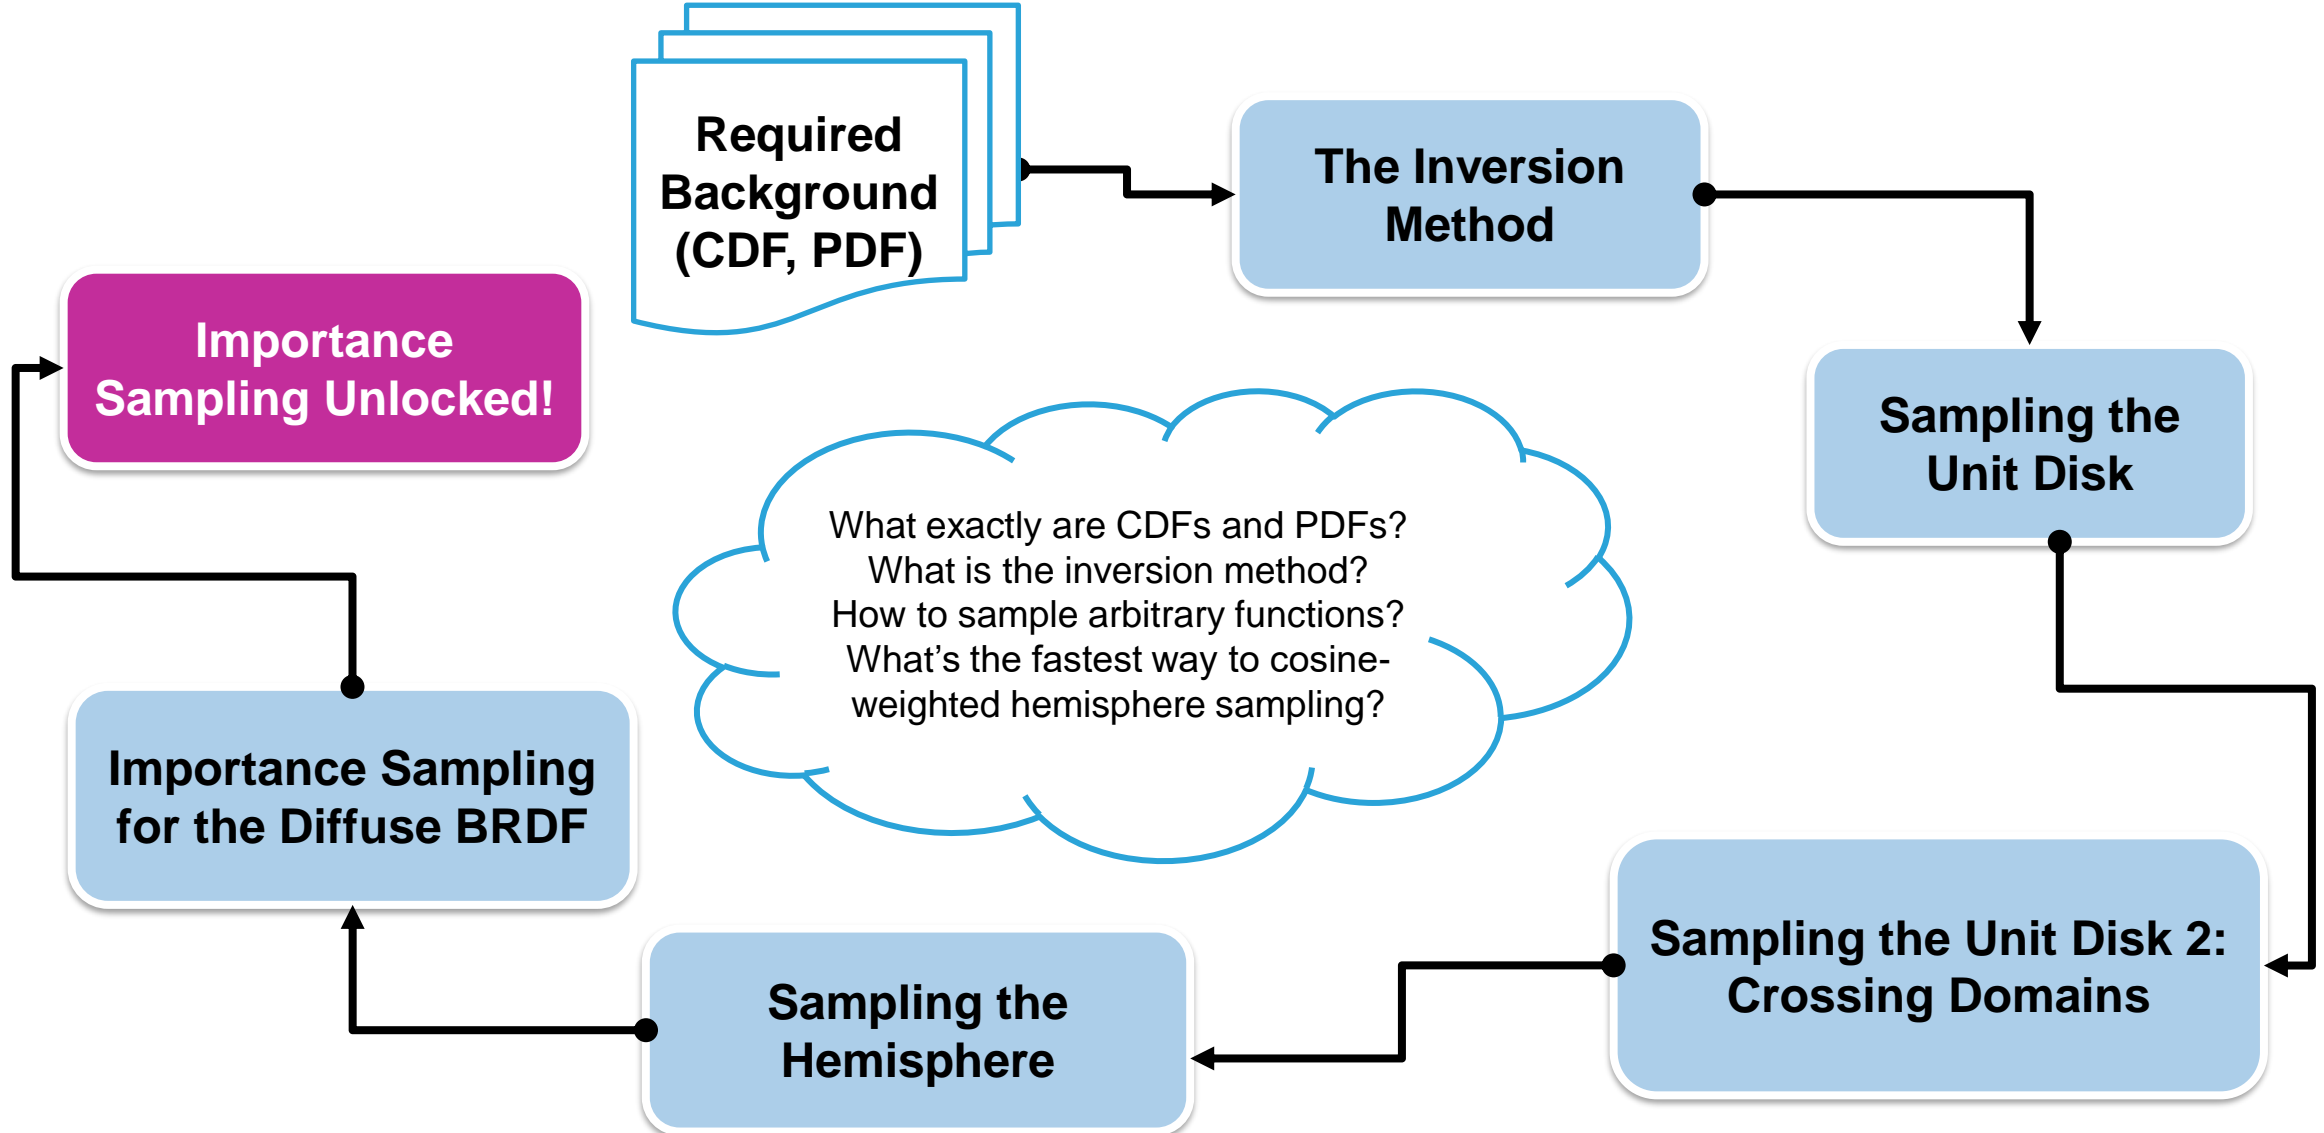 Required
Background
(CDF, PDF)
The Inversion
Method
Importance
Sampling Unlocked!
Sampling the
Unit Disk
What exactly are CDFs and PDFs?
What is the inversion method?
How to sample arbitrary functions?
What’s the fastest way to cosine-
weighted hemisphere sampling?
Importance Sampling
for the Diffuse BRDF
Sampling the Unit Disk 2:
Crossing Domains
Sampling the
Hemisphere